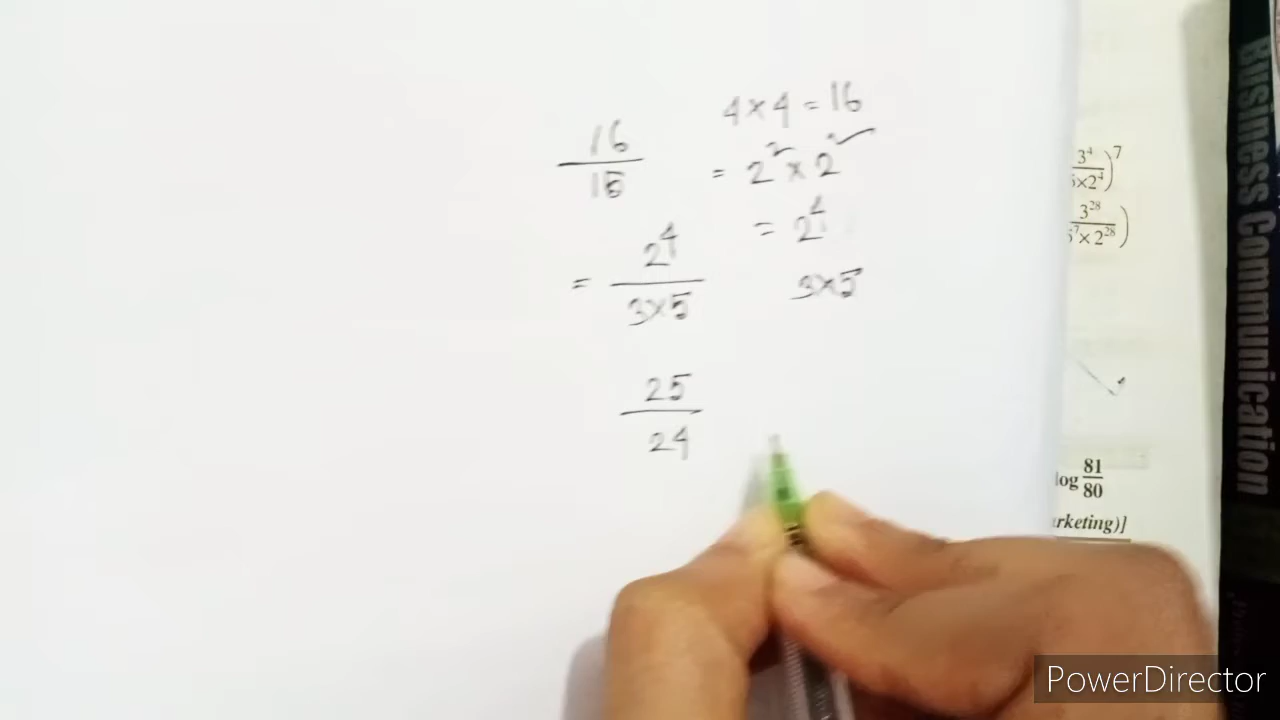 4 × 4 = 16
16/15
= 2² × 2²
= 2⁴
= 2⁴/3×5
3×5
25/24
3⁴
×2⁴)⁷
3²⁸
⁷×2²⁸)
log 81/80
rketing)]
Business Communication
PowerDirector